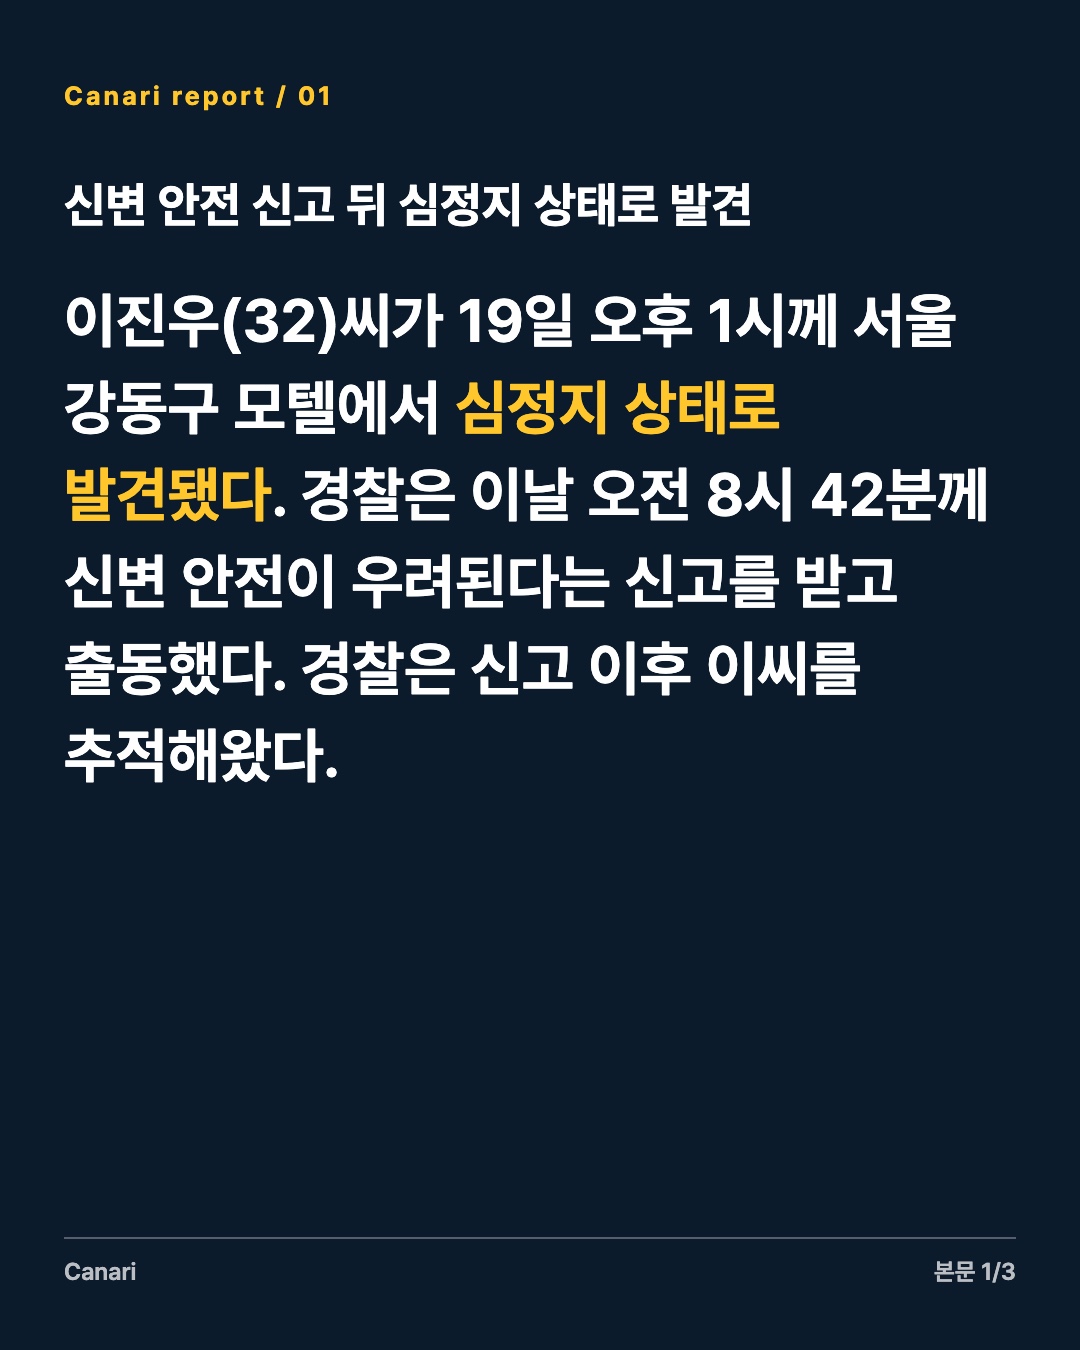 Canari report / 01
신변 안전 신고 뒤 심정지 상태로 발견
이진우(32)씨가 19일 오후 1시께 서울
강동구 모텔에서 심정지 상태로
발견됐다. 경찰은 이날 오전 8시 42분께
신변 안전이 우려된다는 신고를 받고
출동했다. 경찰은 신고 이후 이씨를
추적해왔다.
Canari
본문 1/3